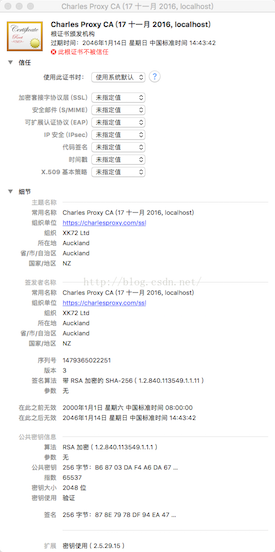 Charles Proxy CA (17 十一月 2016, localhost)
Certificate
Root
Charles Proxy CA (17 十一月 2016, localhost)
根证书颁发机构
过期时间：2046年1月14日 星期日 中国标准时间 14:43:42
此根证书不被信任
信任
使用此证书时： 使用系统默认 ?
加密套接字协议层 (SSL) 未指定值
安全邮件 (S/MIME) 未指定值
可扩展认证协议 (EAP) 未指定值
IP 安全 (IPsec) 未指定值
代码签名 未指定值
时间戳 未指定值
X.509 基本策略 未指定值
细节
主题名称
常用名称 Charles Proxy CA (17 十一月 2016, localhost)
组织单位 https://charlesproxy.com/ssl
组织 XK72 Ltd
所在地 Auckland
省/市/自治区 Auckland
国家/地区 NZ
http://blog.csdn.net/
签发者名称
常用名称 Charles Proxy CA (17 十一月 2016, localhost)
组织单位 https://charlesproxy.com/ssl
组织 XK72 Ltd
所在地 Auckland
省/市/自治区 Auckland
国家/地区 NZ
序列号 1479365022251
版本 3
签名算法 带 RSA 加密的 SHA-256 ( 1.2.840.113549.1.1.11 )
参数 无
在此之前无效 2000年1月1日 星期六 中国标准时间 08:00:00
在此之后无效 2046年1月14日 星期日 中国标准时间 14:43:42
公共密钥信息
算法 RSA 加密 ( 1.2.840.113549.1.1.1 )
参数 无
公共密钥 256 字节：86 87 03 DA F4 A6 DA 67 ...
指数 65537
密钥大小 2048 位
密钥使用 验证
签名 256 字节：87 8E 79 78 DF 94 EA 47 ...
扩展 密钥使用 ( 2.5.29.15 )